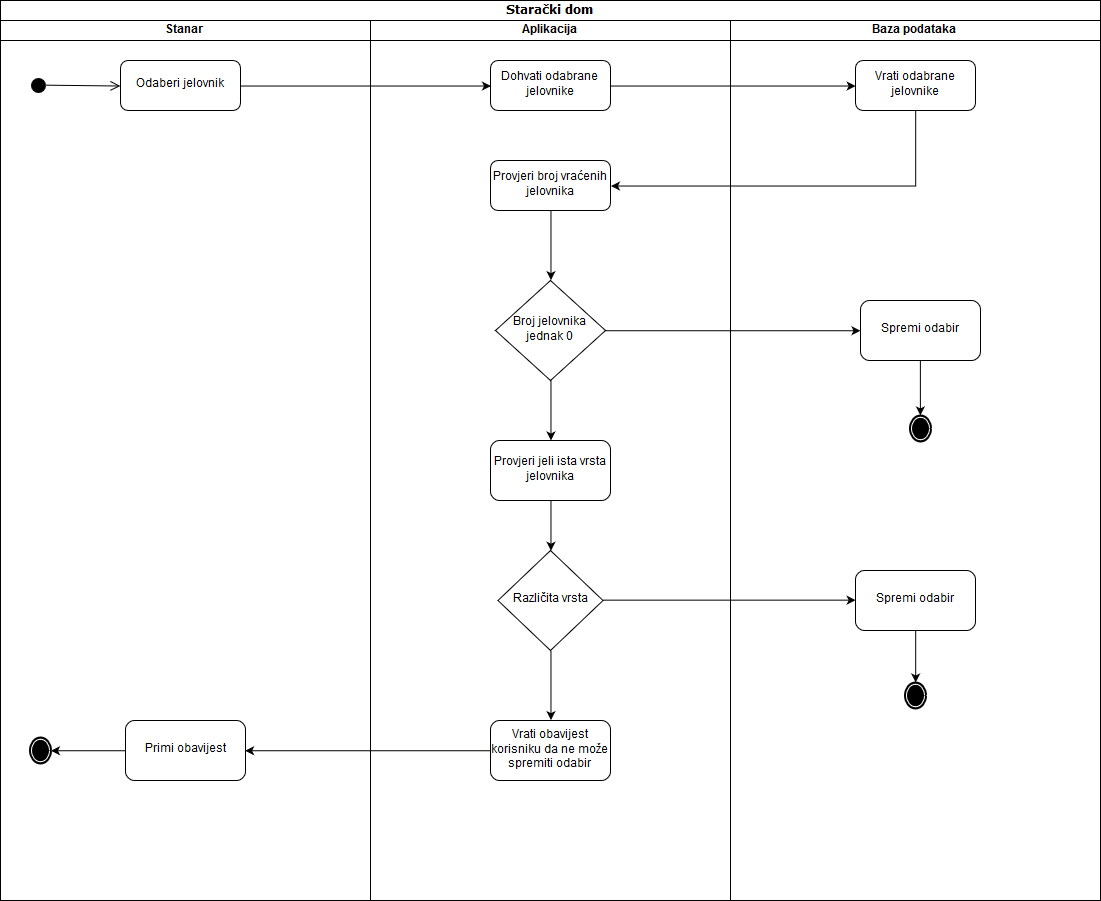 Starački dom
Stanar
Aplikacija
Baza podataka
Odaberi jelovnik
Dohvati odabrane
jelovnike
Vrati odabrane
jelovnike
Provjeri broj vraćenih
jelovnika
Broj jelovnika
jednak 0
Spremi odabir
Provjeri jeli ista vrsta
jelovnika
Različita vrsta
Spremi odabir
Primi obavijest
Vrati obavijest
korisniku da ne može
spremiti odabir